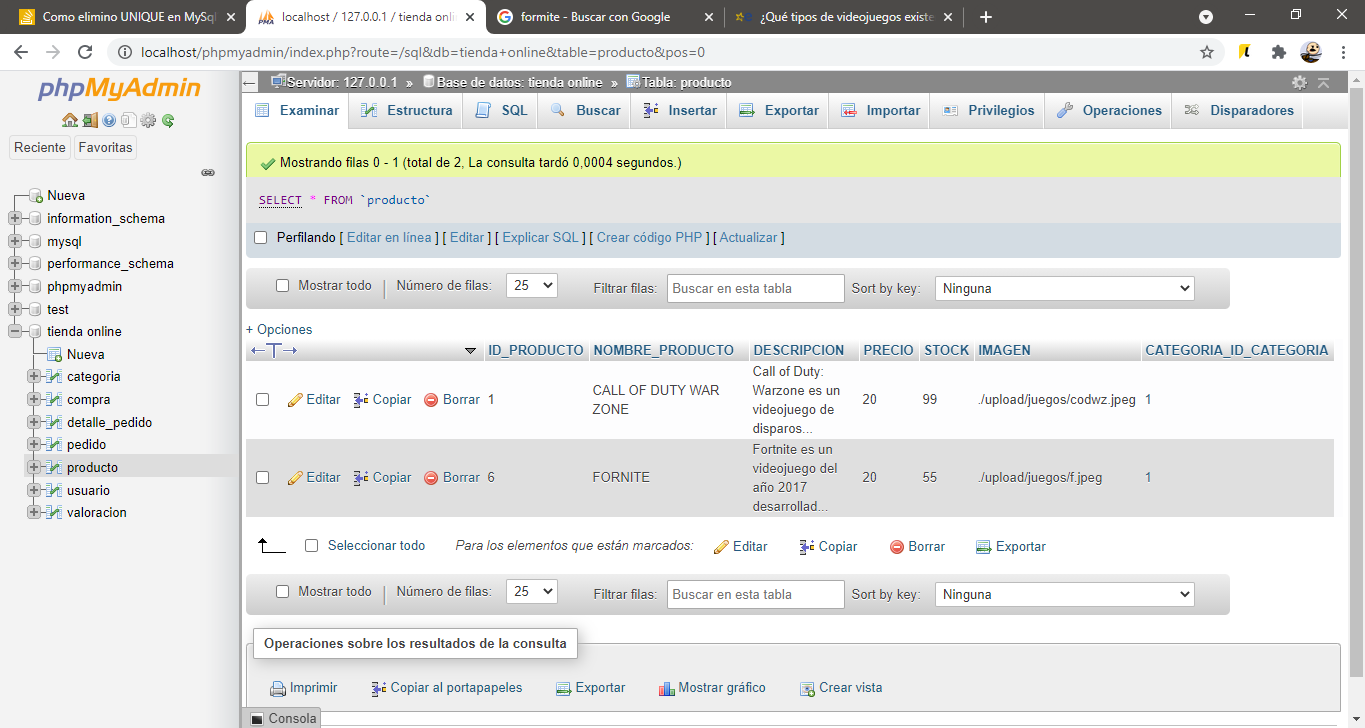 Como elimino UNIQUE en MySql
localhost / 127.0.0.1 / tienda onli
formite - Buscar con Google
¿Qué tipos de videojuegos existe
localhost/phpmyadmin/index.php?route=/sql&db=tienda+online&table=producto&pos=0
phpMyAdmin
Reciente
Favoritas
Nueva
information_schema
mysql
performance_schema
phpmyadmin
test
tienda online
Nueva
categoria
compra
detalle_pedido
pedido
producto
usuario
valoracion
Servidor: 127.0.0.1 » Base de datos: tienda online » Tabla: producto
Examinar Estructura SQL Buscar Insertar Exportar Importar Privilegios Operaciones Disparadores
Mostrando filas 0 - 1 (total de 2, La consulta tardó 0,0004 segundos.)
SELECT * FROM `producto`
Perfilando [ Editar en línea ] [ Editar ] [ Explicar SQL ] [ Crear código PHP ] [ Actualizar ]
Mostrar todo Número de filas: 25 Filtrar filas: Buscar en esta tabla Sort by key: Ninguna
+ Opciones
ID_PRODUCTO NOMBRE_PRODUCTO DESCRIPCION PRECIO STOCK IMAGEN CATEGORIA_ID_CATEGORIA
Editar Copiar Borrar 1
CALL OF DUTY WAR
ZONE
Call of Duty:
Warzone es un
videojuego de
disparos...
20 99 ./upload/juegos/codwz.jpeg 1
Editar Copiar Borrar 6 FORNITE
Fortnite es un
videojuego del
año 2017
desarrollad...
20 55 ./upload/juegos/f.jpeg 1
Seleccionar todo Para los elementos que están marcados: Editar Copiar Borrar Exportar
Mostrar todo Número de filas: 25 Filtrar filas: Buscar en esta tabla Sort by key: Ninguna
Operaciones sobre los resultados de la consulta
Imprimir Copiar al portapapeles Exportar Mostrar gráfico Crear vista
Consola